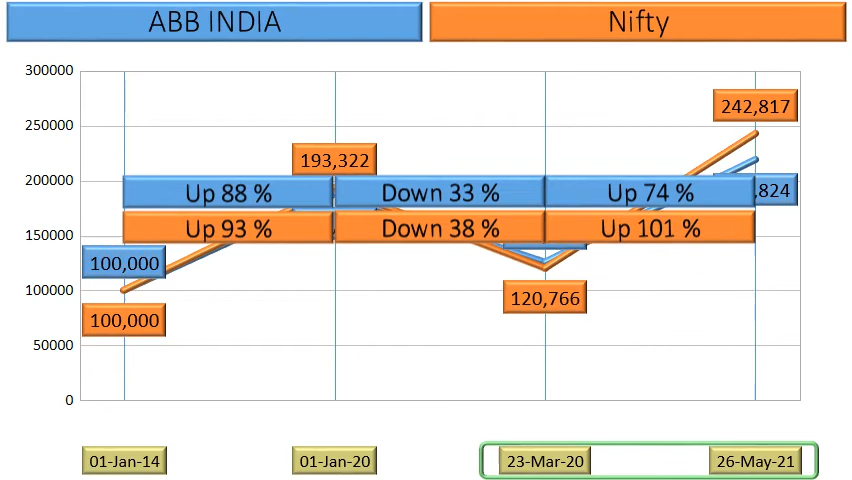 ABB INDIA
Nifty
300000
250000
200000
150000
100000
50000
0
242,817
193,322
,824
Up 88 %
Down 33 %
Up 74 %
Up 93 %
Down 38 %
Up 101 %
100,000
100,000
120,766
01-Jan-14
01-Jan-20
23-Mar-20
26-May-21